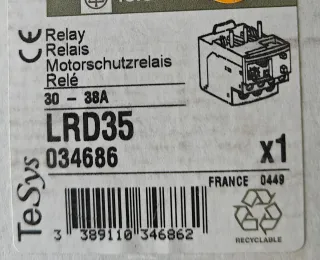 CE Relay
Relais
Motorschutzrelais
Relé
30 – 38A
LRD35
034686
x1
TeSys
FRANCE 0449
3 389110 346862
RECYCLABLE